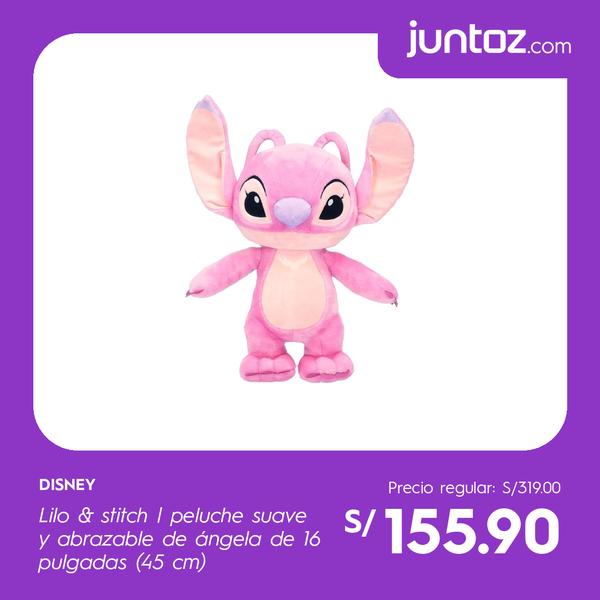 juntoz.com
DISNEY
Lilo & stitch | peluche suave
y abrazable de ángela de 16
pulgadas (45 cm)
Precio regular: S/319.00
S/155.90